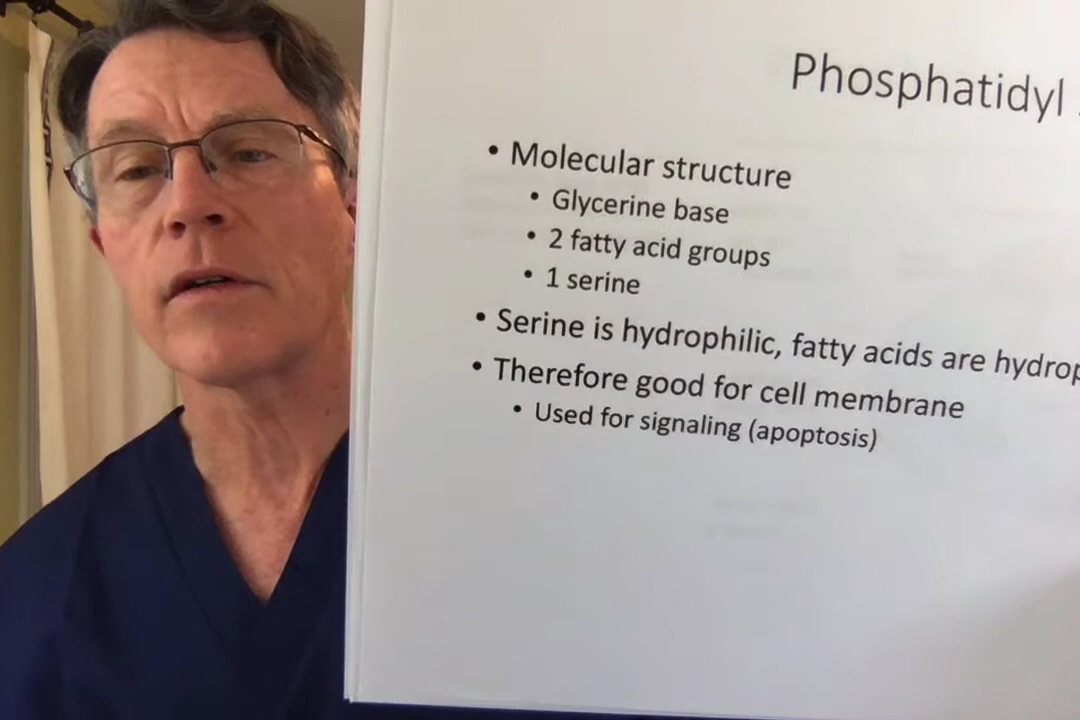 Phosphatidyl
• Molecular structure
• Glycerine base
• 2 fatty acid groups
• 1 serine
• Serine is hydrophilic, fatty acids are hydrop
• Therefore good for cell membrane
• Used for signaling (apoptosis)